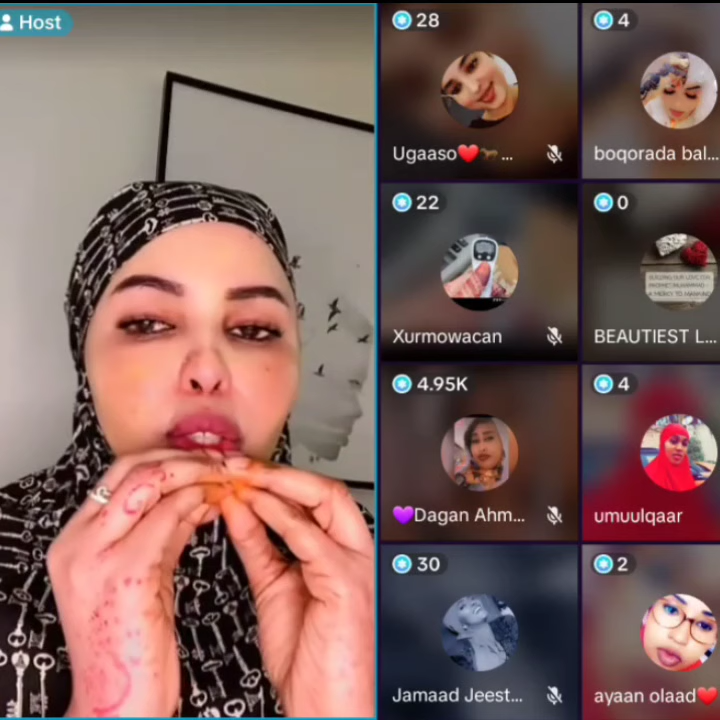 Host
28
Ugaaso❤️🐎...
4
boqorada bal...
22
Xurmowacan
0
BEAUTIEST L...
4.95K
💜Dagan Ahm...
4
umuulqaar
30
Jamaad Jeest...
2
ayaan olaad❤️